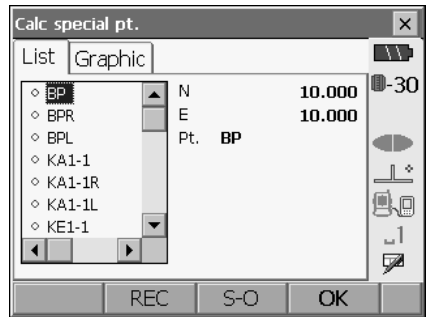 Calc special pt.
List Graphic
BP
BPR
BPL
KA1-1
KA1-1R
KA1-1L
KE1-1
N 10.000
E 10.000
Pt. BP
-30
1
REC S-O OK